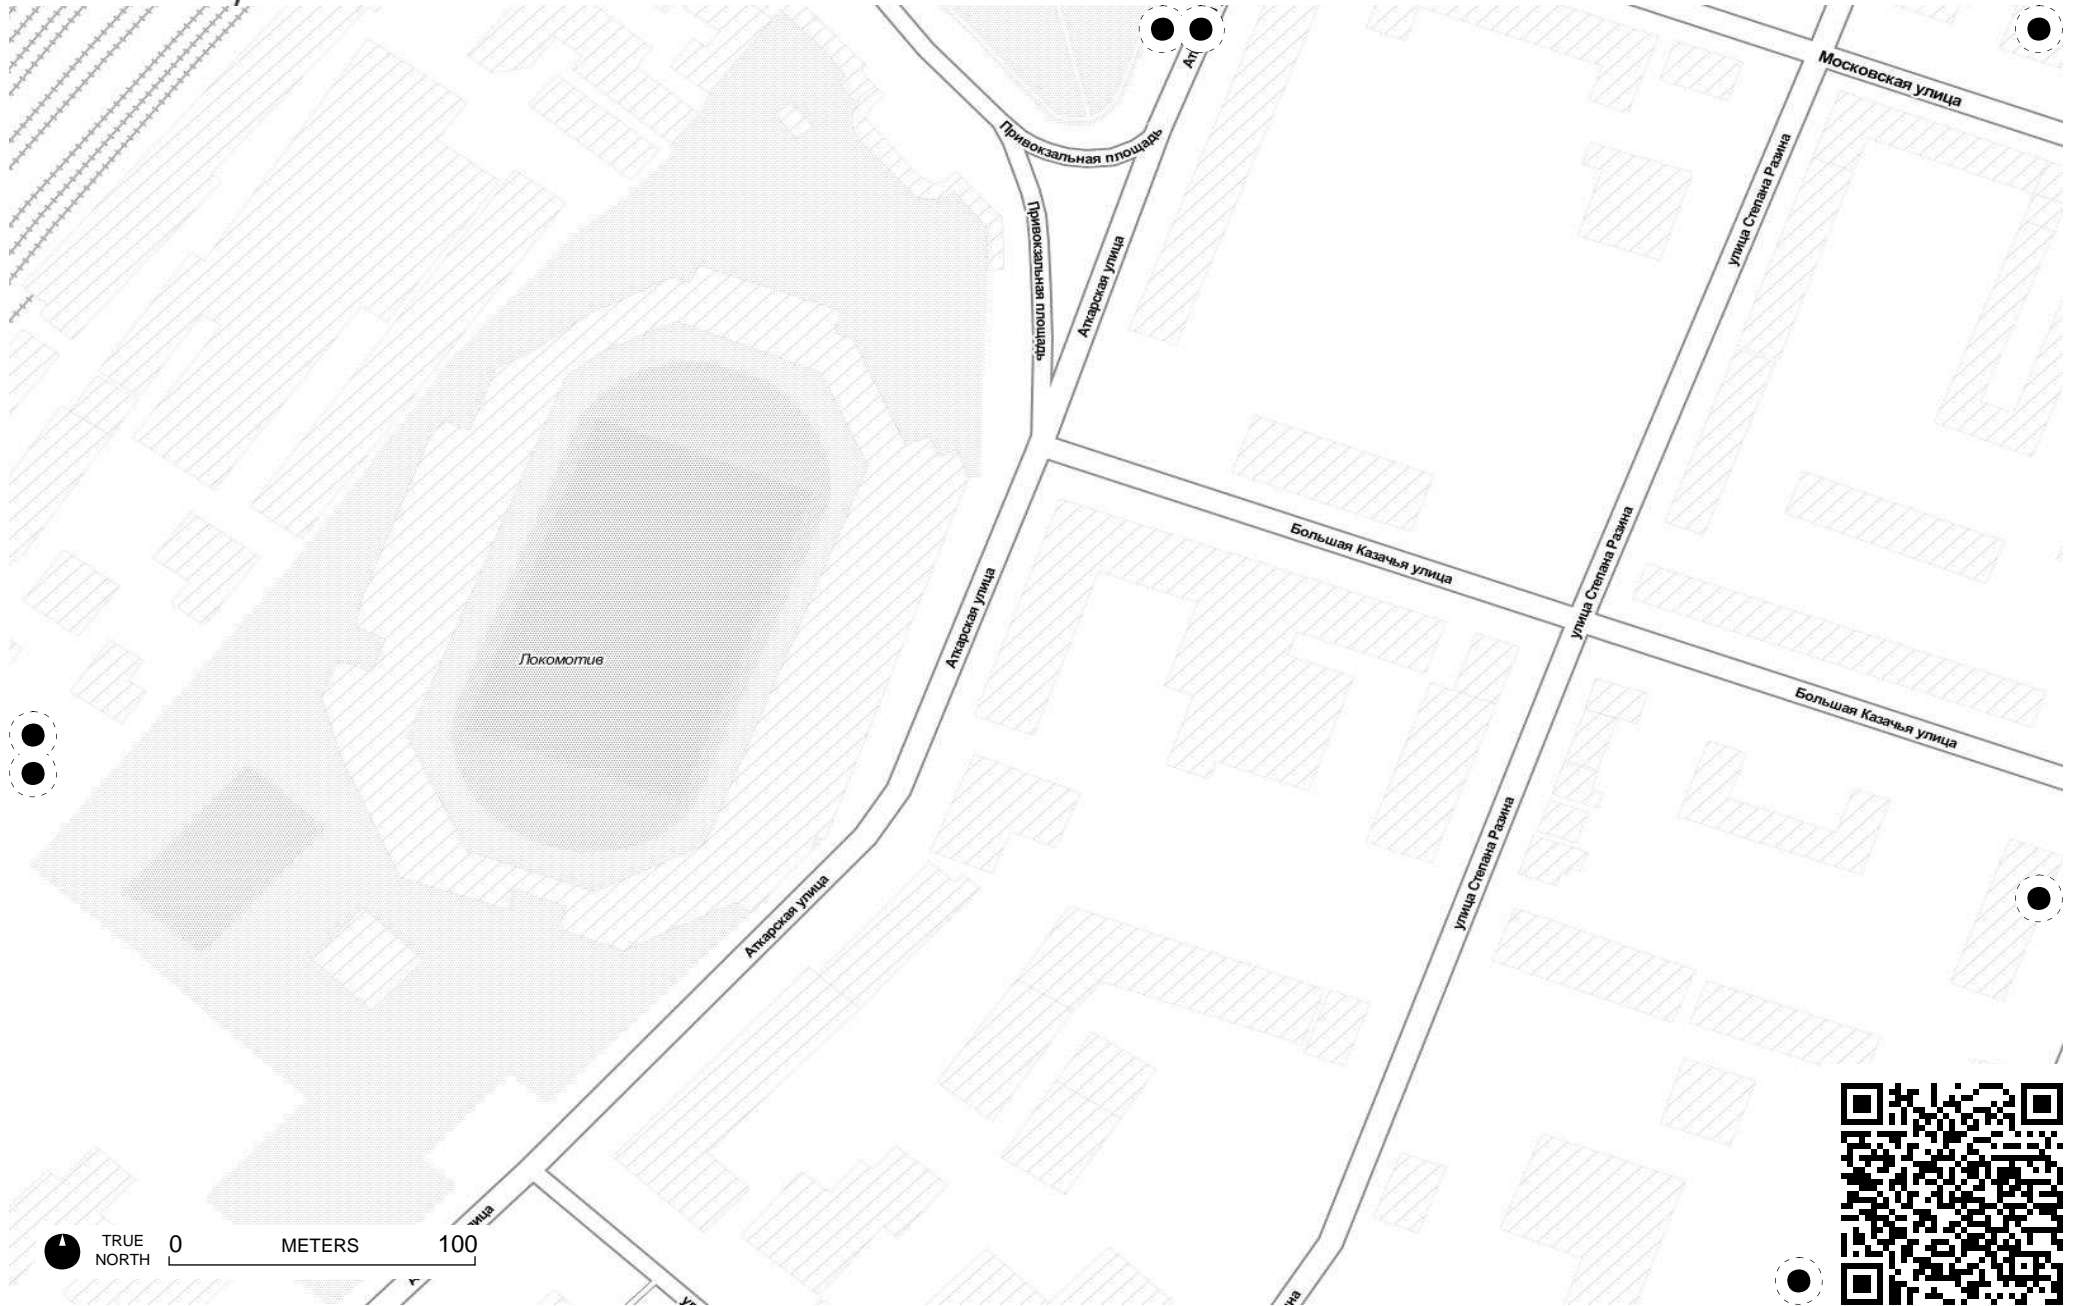 Московская улица
Привокзальная площадь
улица Степана Разина
Привокзальная площадь
Аткарская улица
Большая Казачья улица
улица Степана Разина
Аткарская улица
Локомотив
Большая Казачья улица
улица Степана Разина
Аткарская улица
TRUE
NORTH
0 METERS 100